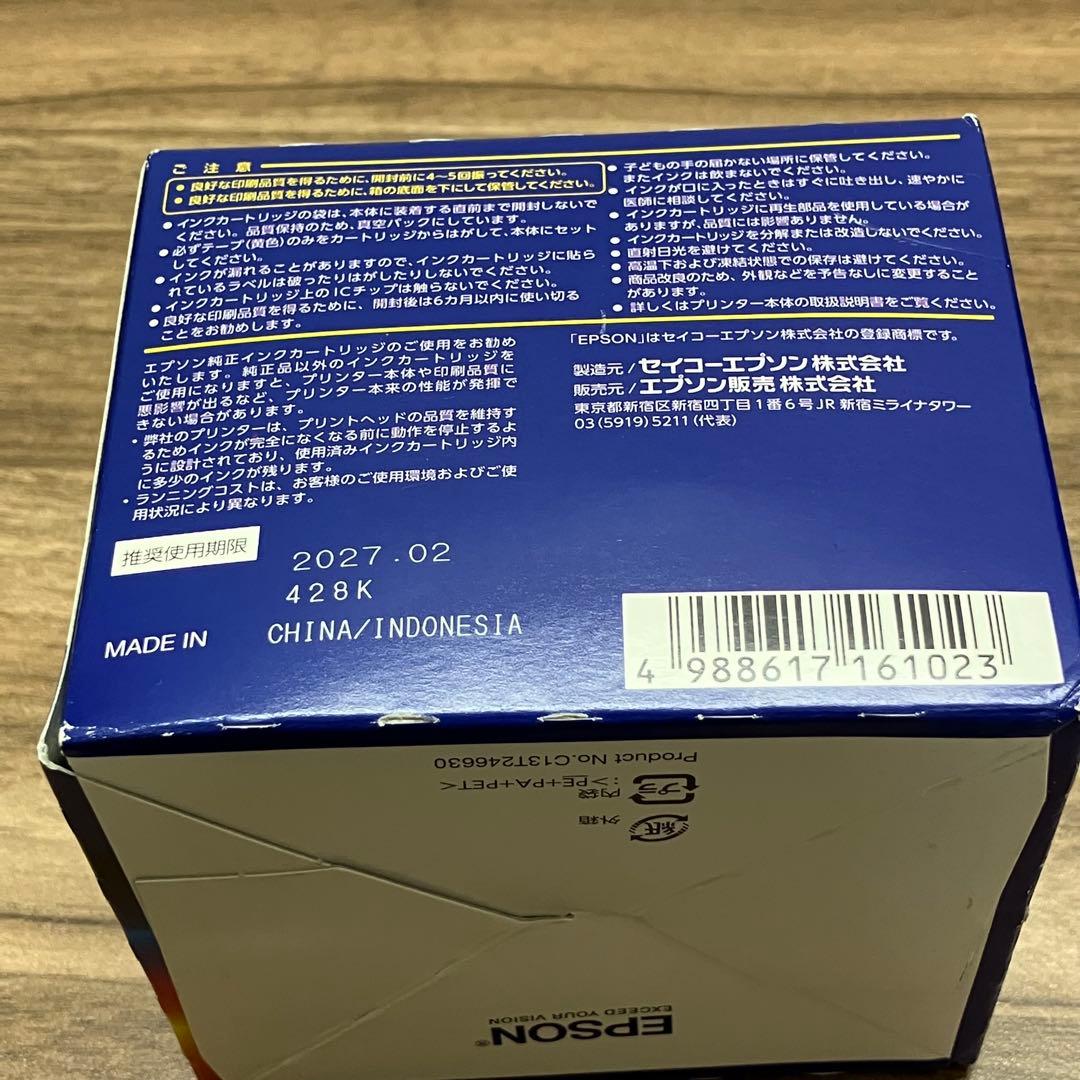 ご注意
● 良好な印刷品質を得るために、開封前に4〜5回振ってください。
● 良好な印刷品質を得るために、箱の底面を下にして保管してください。
● インクカートリッジの袋は、本体に装着する直前まで開封しないで
ください。品質保持のため、真空パックにしています。
● 必ずテープ(黄色)のみをカートリッジからはがして、本体にセット
してください。
● インクが漏れることがありますので、インクカートリッジに貼ら
れているラベルは破ったりはがしたりしないでください。
● インクカートリッジ上のICチップは触らないでください。
● 良好な印刷品質を得るために、開封後は6カ月以内に使い切る
ことをお勧めします。
● 子どもの手の届かない場所に保管してください。
またインクは飲まないでください。
● インクが口に入ったときはすぐに吐き出し、速やかに
医師に相談してください。
● インクカートリッジに再生部品を使用している場合が
ありますが、品質には影響ありません。
● インクカートリッジを分解または改造しないでください。
● 直射日光を避けてください。
● 高温下および凍結状態での保存は避けてください。
● 商品改良のため、外観などを予告なしに変更すること
があります。
● 詳しくはプリンター本体の取扱説明書をご覧ください。
エプソン純正インクカートリッジのご使用をお勧め
いたします。純正品以外のインクカートリッジを
ご使用になりますと、プリンター本体や印刷品質に
悪影響が出るなど、プリンター本来の性能が発揮で
きない場合があります。
・弊社のプリンターは、プリントヘッドの品質を維持す
るためインクが完全になくなる前に動作を停止するよ
うに設計されており、使用済みインクカートリッジ内
に多少のインクが残ります。
・ランニングコストは、お客様のご使用環境およびご使
用状況により異なります。
「EPSON」はセイコーエプソン株式会社の登録商標です。
製造元/セイコーエプソン株式会社
販売元/エプソン販売株式会社
東京都新宿区新宿四丁目1番6号 JR 新宿ミライナタワー
03(5919)5211(代表)
推奨使用期限
2027.02
428K
MADE IN CHINA/INDONESIA
4 988617 161023
Product No.C13T246630
プラ 内袋 :>PE+PA+PET<
紙 外箱
EPSON®
EXCEED YOUR VISION